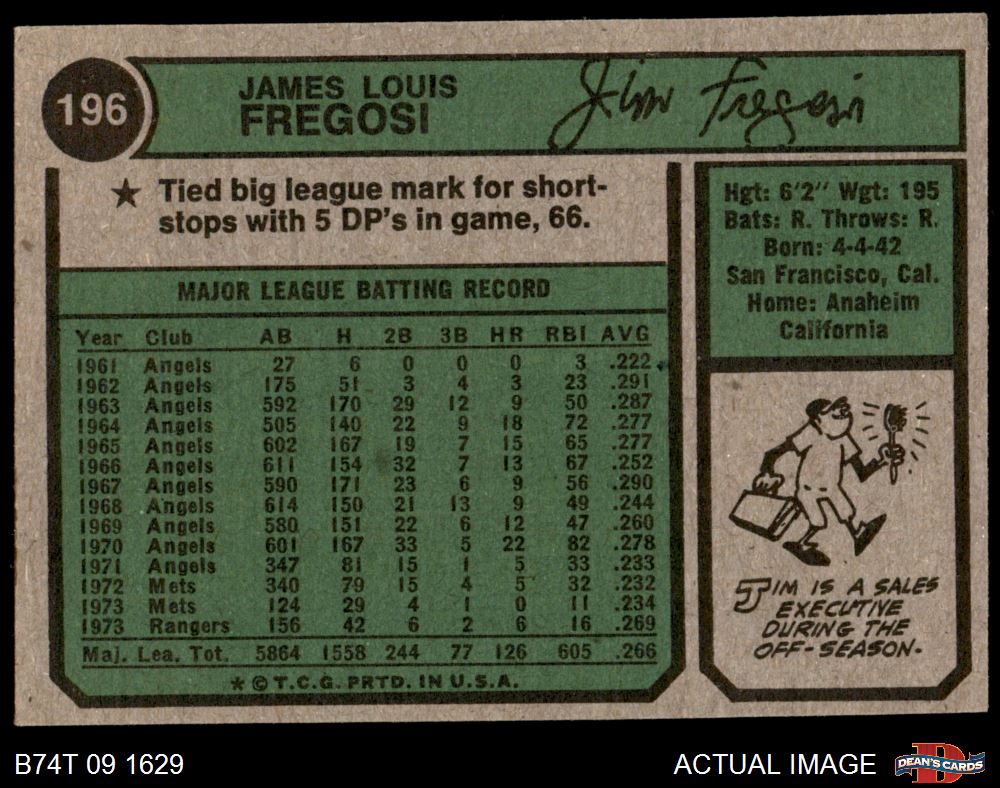 196
JAMES LOUIS
FREGOSI
Jim Fregosi
★ Tied big league mark for short-
stops with 5 DP's in game, 66.
Hgt: 6'2" Wgt: 195
Bats: R. Throws: R.
Born: 4-4-42
San Francisco, Cal.
Home: Anaheim
California
MAJOR LEAGUE BATTING RECORD
Year Club AB H 2B 3B HR RBI AVG
1961 Angels 27 6 0 0 0 3 .222
1962 Angels 175 51 3 4 3 23 .291
1963 Angels 592 170 29 12 9 50 .287
1964 Angels 505 140 22 9 18 72 .277
1965 Angels 602 167 19 7 15 65 .277
1966 Angels 611 154 32 7 13 67 .252
1967 Angels 590 171 23 6 9 56 .290
1968 Angels 614 150 21 13 9 49 .244
1969 Angels 580 151 22 6 12 47 .260
1970 Angels 601 167 33 5 22 82 .278
1971 Angels 347 81 15 1 5 33 .233
1972 Mets 340 79 15 4 5 32 .232
1973 Mets 124 29 4 1 0 11 .234
1973 Rangers 156 42 6 2 6 16 .269
Maj. Lea. Tot. 5864 1558 244 77 126 605 .266
★ © T.C.G. PRTD. IN U.S.A.
JIM IS A SALES
EXECUTIVE
DURING THE
OFF-SEASON.
B74T 09 1629
ACTUAL IMAGE
D
DEAN'S CARDS